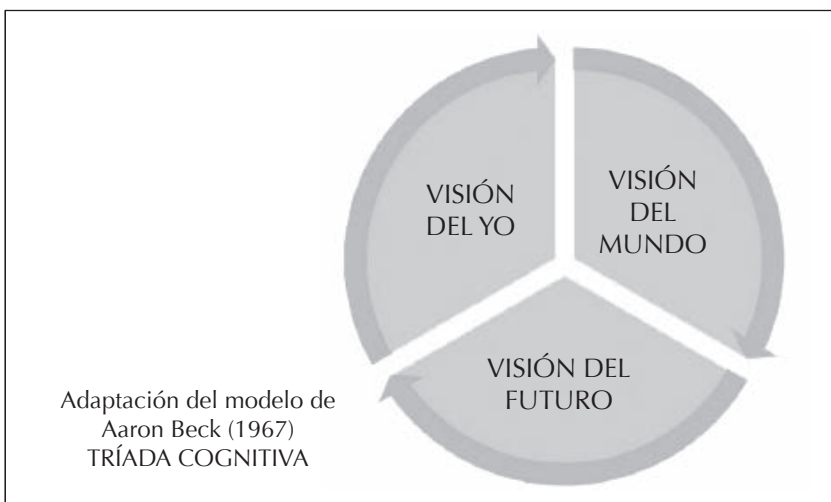 VISIÓN
DEL YO
VISIÓN
DEL
MUNDO
VISIÓN DEL
FUTURO
Adaptación del modelo de
Aaron Beck (1967)
TRÍADA COGNITIVA